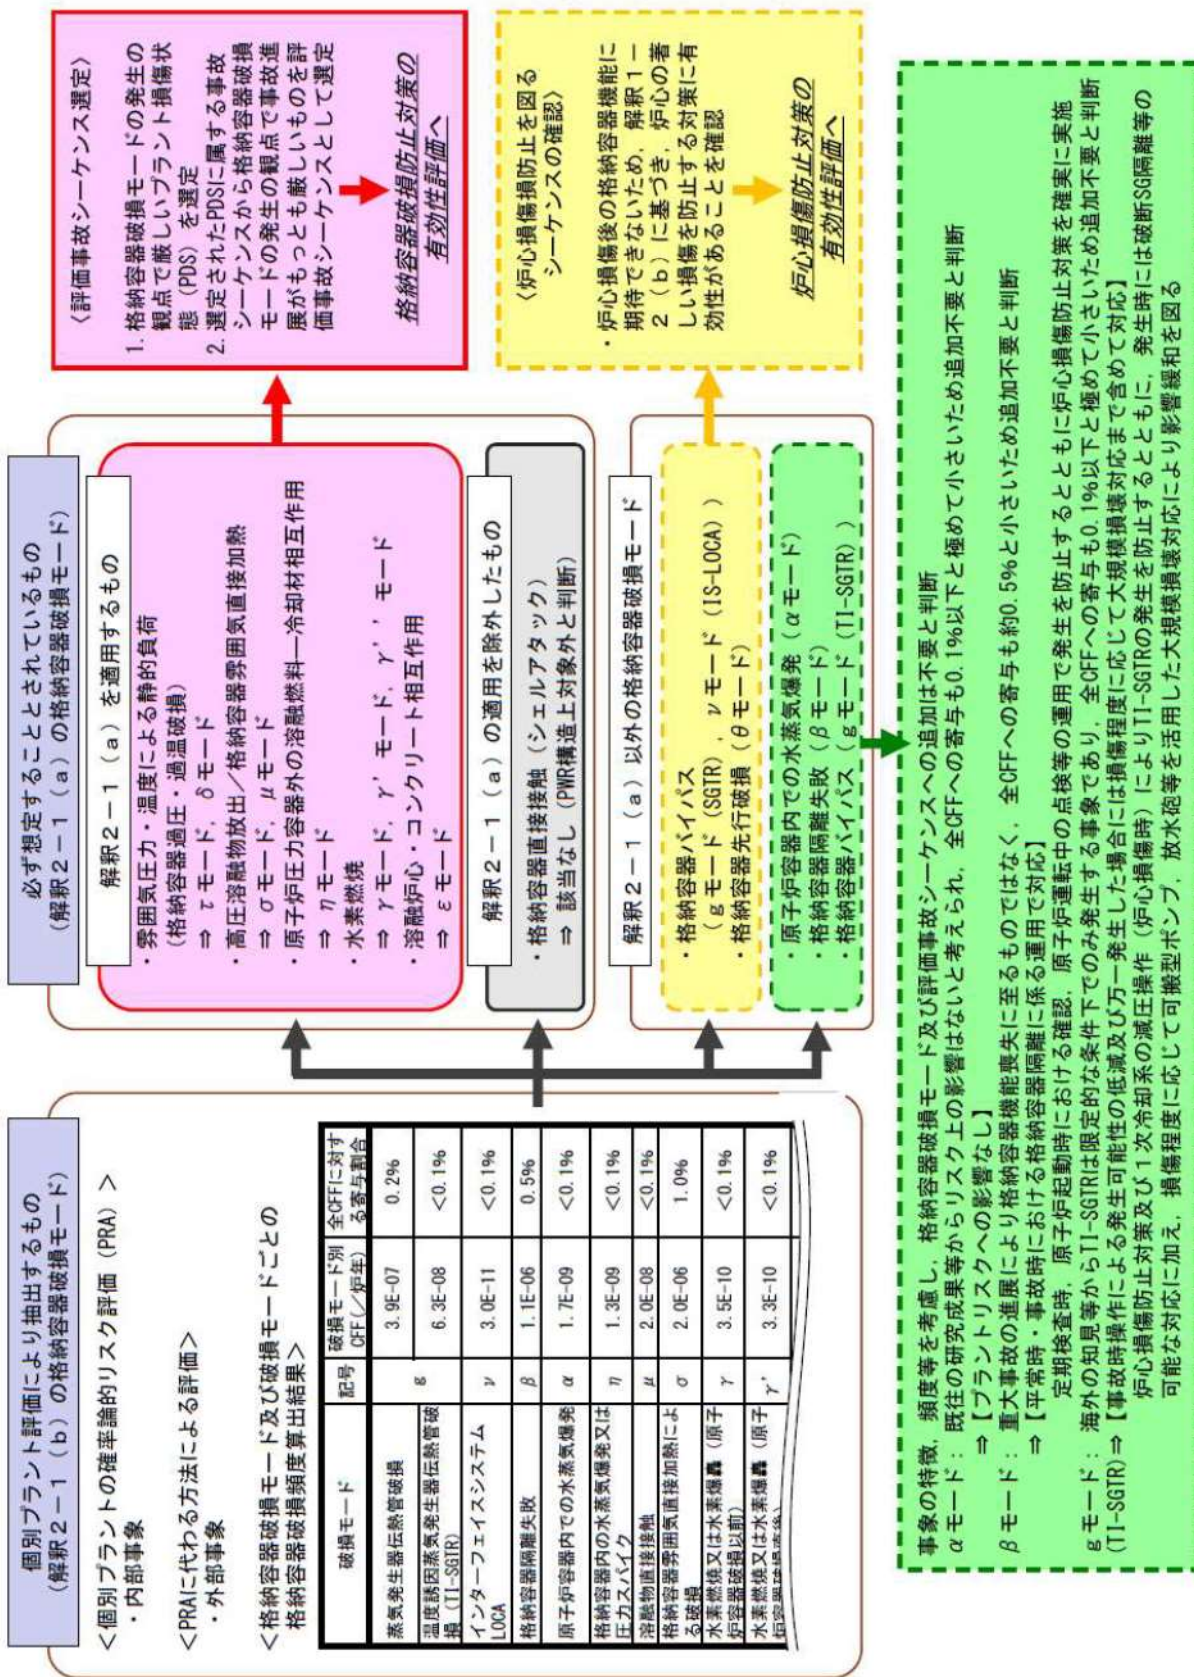 個別プラント評価により抽出するもの
(解釈2-1(b)の格納容器破損モード)
<個別プラントの確率論的リスク評価(PRA)>
・内部事象
<PRAに代わる方法による評価>
・外部事象
<格納容器破損モード及び破損モードごとの
格納容器破損頻度算出結果>
破損モード 記号 破損モード別CFF(/炉年) 全CFFに対する寄与割合
蒸気発生器伝熱管破損 g 3.9E-07 0.2%
温度誘因蒸気発生器伝熱管破損(TI-SGTR) 6.3E-08 <0.1%
インターフェイスシステムLOCA ν 3.0E-11 <0.1%
格納容器隔離失敗 β 1.1E-06 0.5%
原子炉容器内での水蒸気爆発 α 1.7E-09 <0.1%
格納容器内の水蒸気爆発又は圧力スパイク η 1.3E-09 <0.1%
溶融物直接接触 μ 2.0E-08 <0.1%
格納容器雰囲気直接加熱による破損 σ 2.0E-06 1.0%
水素燃焼又は水素爆轟(原子炉容器破損以前) γ 3.5E-10 <0.1%
水素燃焼又は水素爆轟(原子炉容器破損直後) γ' 3.3E-10 <0.1%
必ず想定することとされているもの
(解釈2-1(a)の格納容器破損モード)
解釈2-1(a)を適用するもの
・雰囲気圧力・温度による静的負荷
(格納容器過圧・過温破損)
⇒ τモード, δモード
・高圧溶融物放出/格納容器雰囲気直接加熱
⇒ σモード, μモード
・原子炉圧力容器外の溶融燃料―冷却材相互作用
⇒ ηモード
・水素燃焼
⇒ γモード, γ'モード, γ''モード
・溶融炉心・コンクリート相互作用
⇒ εモード
解釈2-1(a)の適用を除外したもの
・格納容器直接接触(シェルアタック)
⇒ 該当なし(PWR構造上対象外と判断)
解釈2-1(a)以外の格納容器破損モード
・格納容器バイパス
(gモード(SGTR), νモード(IS-LOCA))
・格納容器先行破損(θモード)
・原子炉容器内での水蒸気爆発(αモード)
・格納容器隔離失敗(βモード)
・格納容器バイパス(gモード(TI-SGTR))
〈評価事故シーケンス選定〉
1. 格納容器破損モードの発生の
観点で厳しいプラント損傷状
態(PDS)を選定
2. 選定されたPDSに属する事故
シーケンスから格納容器破損
モードの発生の観点で事故進
展がもっとも厳しいものを評
価事故シーケンスとして選定
格納容器破損防止対策の
有効性評価へ
〈炉心損傷防止を図る
シーケンスの確認〉
・炉心損傷後の格納容器機能に
期待できないため, 解釈1-
2(b)に基づき, 炉心の著
しい損傷を防止する対策に有
効性があることを確認
炉心損傷防止対策の
有効性評価へ
事象の特徴, 頻度等を考慮し, 格納容器破損モード及び評価事故シーケンスへの追加は不要と判断
αモード: 既往の研究成果等からリスク上の影響はないと考えられ, 全CFFへの寄与も0.1%以下と極めて小さいため追加不要と判断
⇒【プラントリスクへの影響なし】
βモード: 重大事故の進展により格納容器機能喪失に至るものではなく, 全CFFへの寄与も約0.5%と小さいため追加不要と判断
⇒【平常時・事故時における格納容器隔離に係る運用で対応】
定期検査時, 原子炉起動時における確認, 原子炉運転中の点検等の運用で発生を防止するとともに炉心損傷防止対策を確実に実施
gモード: 海外の知見等からTI-SGTRは限定的な条件下でのみ発生する事象であり, 全CFFへの寄与も0.1%以下と極めて小さいため追加不要と判断
(TI-SGTR)⇒【事故時操作による発生可能性の低減及び万一発生した場合には損傷程度に応じて大規模損壊対応まで含めて対応】
炉心損傷防止対策及び1次冷却系の減圧操作(炉心損傷時)によりTI-SGTRの発生を防止するとともに, 発生時には破断SG隔離等の
可能な対応に加え, 損傷程度に応じて可搬型ポンプ, 放水砲等を活用した大規模損壊対応により影響緩和を図る